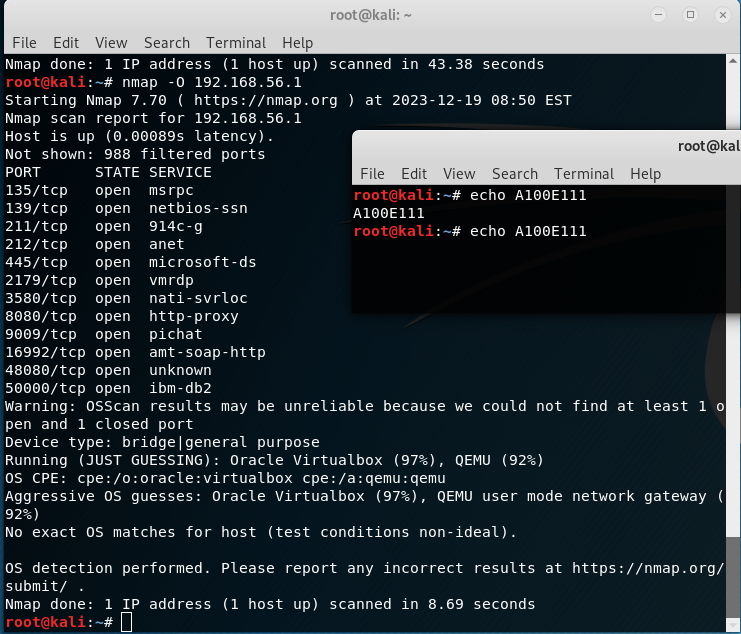 root@kali: ~
File Edit View Search Terminal Help
Nmap done: 1 IP address (1 host up) scanned in 43.38 seconds
root@kali:~# nmap -O 192.168.56.1
Starting Nmap 7.70 ( https://nmap.org ) at 2023-12-19 08:50 EST
Nmap scan report for 192.168.56.1
Host is up (0.00089s latency).
Not shown: 988 filtered ports
PORT STATE SERVICE
135/tcp open msrpc
139/tcp open netbios-ssn
211/tcp open 914c-g
212/tcp open anet
445/tcp open microsoft-ds
2179/tcp open vmrdp
3580/tcp open nati-svrloc
8080/tcp open http-proxy
9009/tcp open pichat
16992/tcp open amt-soap-http
48080/tcp open unknown
50000/tcp open ibm-db2
Warning: OSScan results may be unreliable because we could not find at least 1 o
pen and 1 closed port
Device type: bridge|general purpose
Running (JUST GUESSING): Oracle Virtualbox (97%), QEMU (92%)
OS CPE: cpe:/o:oracle:virtualbox cpe:/a:qemu:qemu
Aggressive OS guesses: Oracle Virtualbox (97%), QEMU user mode network gateway (
92%)
No exact OS matches for host (test conditions non-ideal).
OS detection performed. Please report any incorrect results at https://nmap.org/
submit/ .
Nmap done: 1 IP address (1 host up) scanned in 8.69 seconds
root@kali:~#
root@kal
File Edit View Search Terminal Help
root@kali:~# echo A100E111
A100E111
root@kali:~# echo A100E111